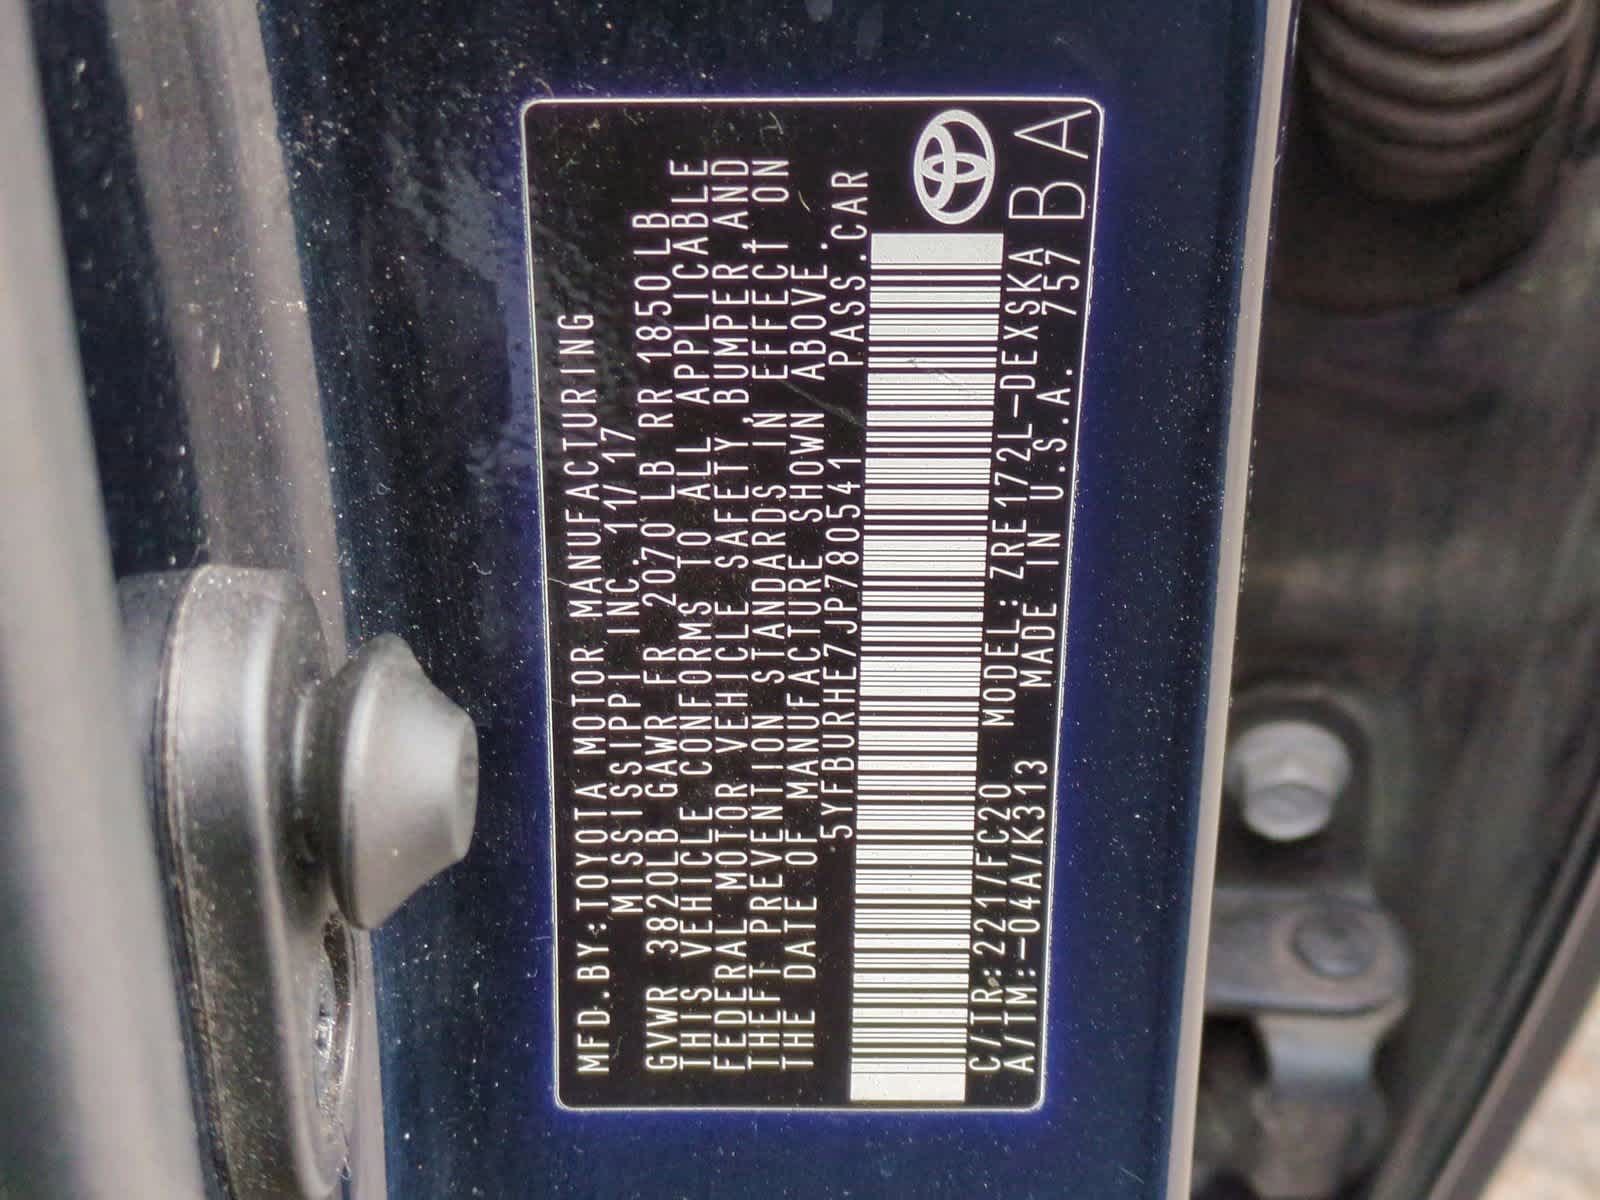 MFD.BY:TOYOTA MOTOR MANUFACTURING
MISSISSIPPI INC. 11/17
GVWR 3820LB GAWR FR 2070 LB RR 1850LB
THIS VEHICLE CONFORMS TO ALL APPLICABLE
FEDERAL MOTOR VEHICLE SAFETY, BUMPER, AND
THEFT PREVENTION STANDARDS IN EFFECT ON
THE DATE OF MANUFACTURE SHOWN ABOVE.
5YFBURHE7JP780541 PASS.CAR
C/TR:221/FC20 MODEL:ZRE172L-DEXSKA
A/TM:-04A/K313 MADE IN U.S.A. 757
BA